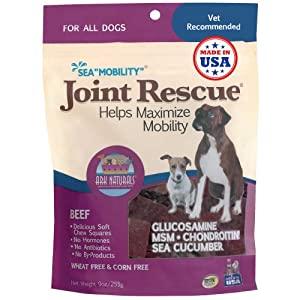 FOR ALL DOGS
Vet
Recommended
MADE IN
USA
SEA "MOBILITY"
Joint Rescue®
Helps Maximize
Mobility
ARK NATURALS
BEEF
• Delicious Soft
Chew Squares
• No Hormones
• No Antibiotics
• No By-Products
GLUCOSAMINE
MSM • CHONDROITIN
SEA CUCUMBER
WHEAT FREE & CORN FREE
Net Weight 9oz/255g
USA